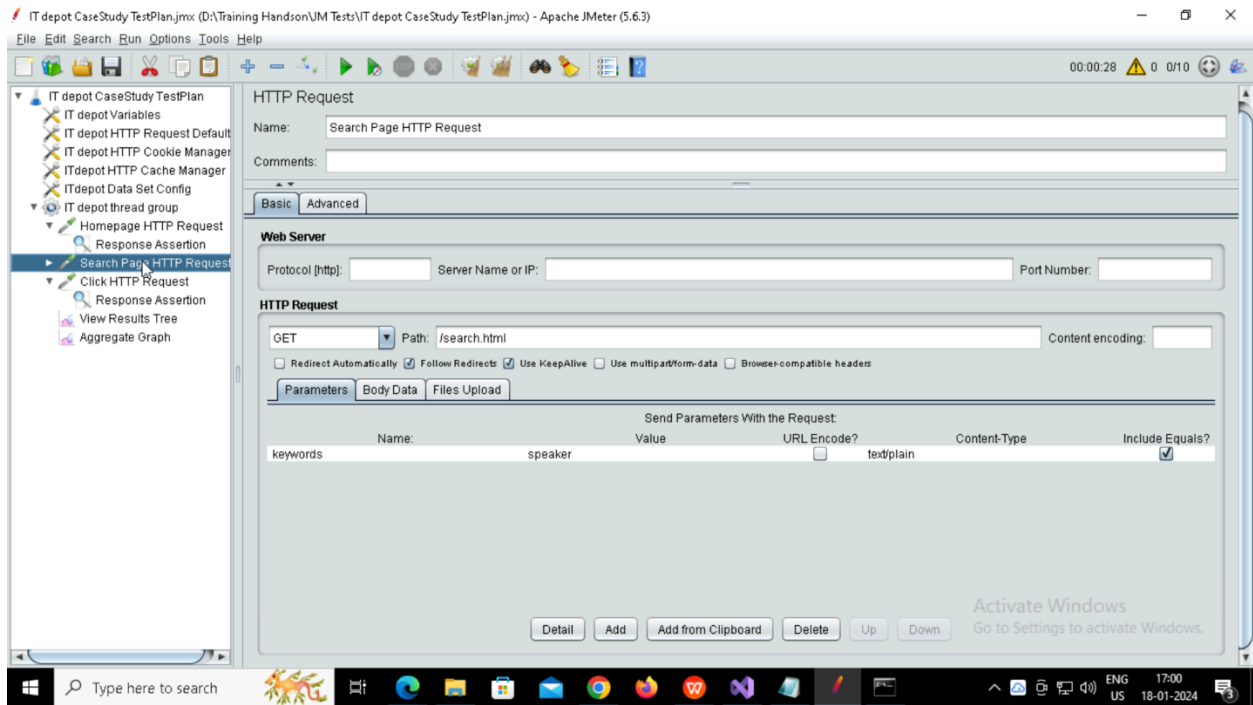 IT depot CaseStudy TestPlan.jmx (D:\Training Handson\JM Tests\IT depot CaseStudy TestPlan.jmx) - Apache JMeter (5.6.3)
File Edit Search Run Options Tools Help
00:00:28 0 0/10
IT depot CaseStudy TestPlan
IT depot Variables
IT depot HTTP Request Default
IT depot HTTP Cookie Manager
ITdepot HTTP Cache Manager
ITdepot Data Set Config
IT depot thread group
Homepage HTTP Request
Response Assertion
Search Page HTTP Request
Click HTTP Request
Response Assertion
View Results Tree
Aggregate Graph
HTTP Request
Name: Search Page HTTP Request
Comments:
Basic Advanced
Web Server
Protocol [http]: Server Name or IP: Port Number:
HTTP Request
GET Path: /search.html Content encoding:
Redirect Automatically Follow Redirects Use KeepAlive Use multipart/form-data Browser-compatible headers
Parameters Body Data Files Upload
Send Parameters With the Request:
Name: Value URL Encode? Content-Type Include Equals?
keywords speaker text/plain
Detail Add Add from Clipboard Delete Up Down
Activate Windows
Go to Settings to activate Windows.
Type here to search
ENG 17:00
US 18-01-2024
3